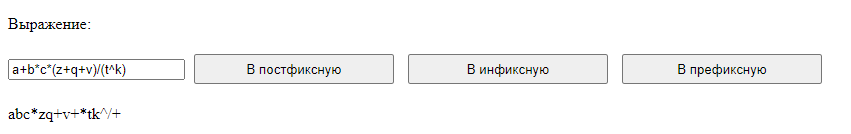 Выражение:
a+b*c*(z+q+v)/(t^k) В постфиксную В инфиксную В префиксную
abc*zq+v+*tk^/+